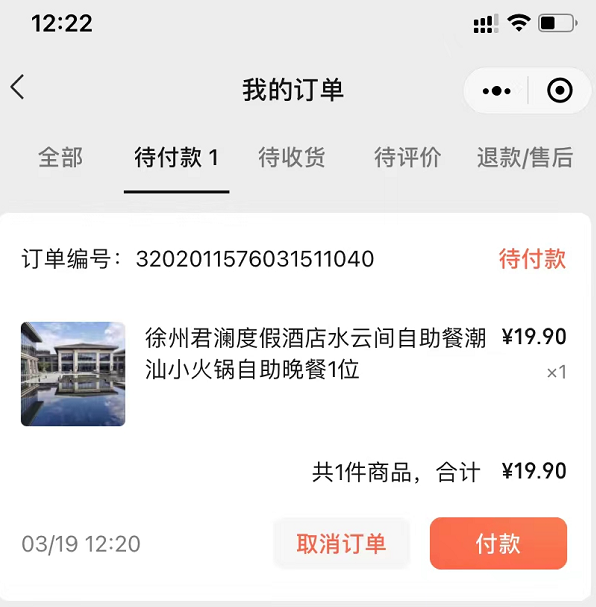 12:22
我的订单
全部 待付款 1 待收货 待评价 退款/售后
订单编号：3202011576031511040 待付款
徐州君澜度假酒店水云间自助餐潮 ¥19.90
汕小火锅自助晚餐1位 ×1
共1件商品，合计 ¥19.90
03/19 12:20 取消订单 付款